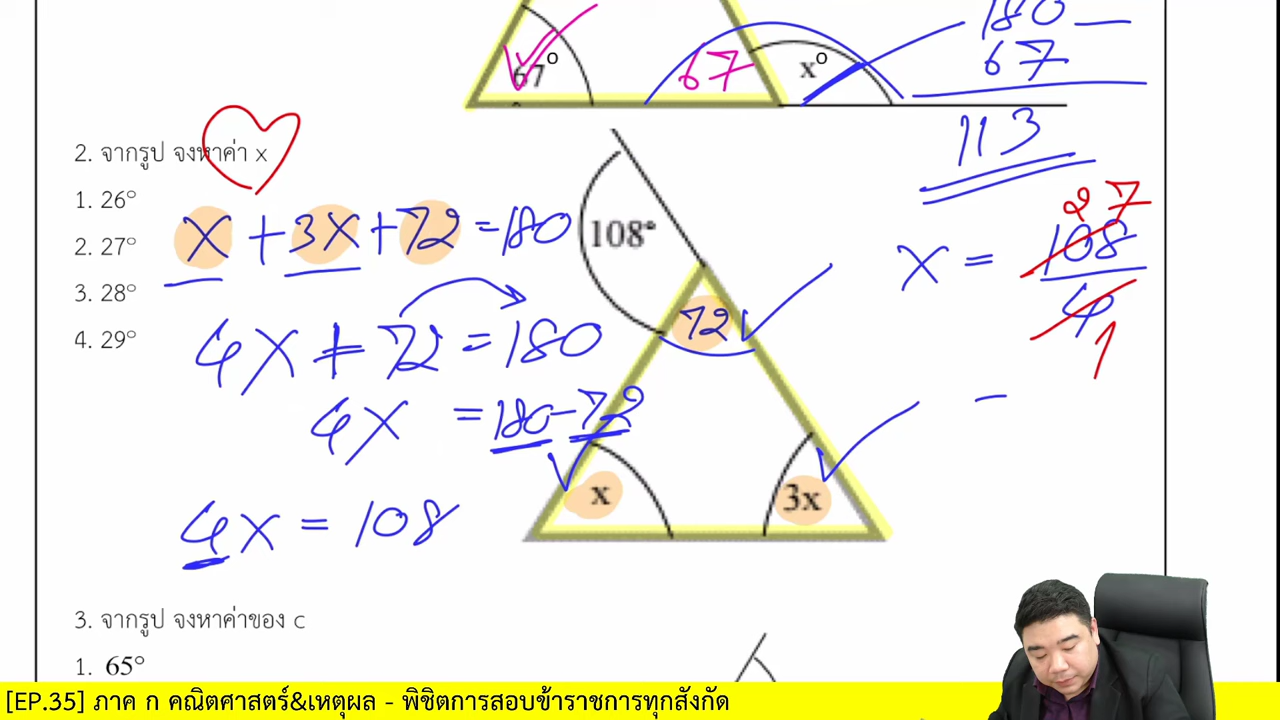 180 –
67
113
67°
67
x°
2. จากรูป จงหาค่า x
1. 26°
2. 27°
3. 28°
4. 29°
x + 3x + 72 = 180
4x + 72 = 180
4x = 180 - 72
4x = 108
108°
72
x
3x
27
x = 108
4
1
–
3. จากรูป จงหาค่าของ c
1. 65°
[EP.35] ภาค ก คณิตศาสตร์&เหตุผล - พิชิตการสอบข้าราชการทุกสังกัด